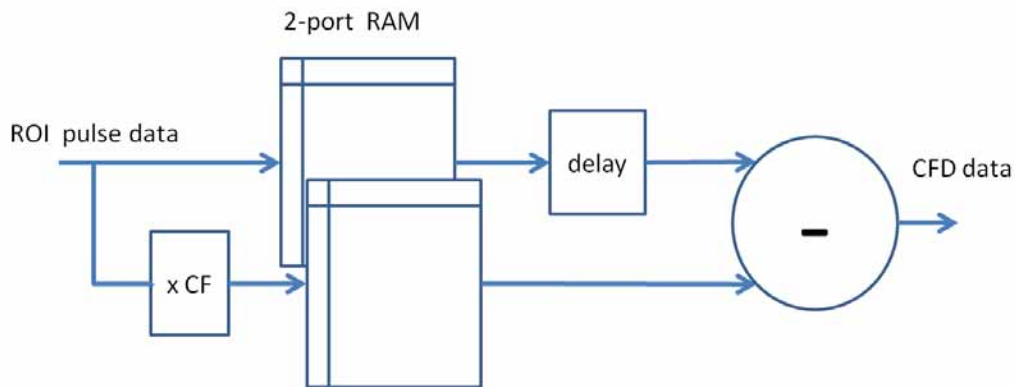 2-port RAM
ROI pulse data
delay
CFD data
-
x CF